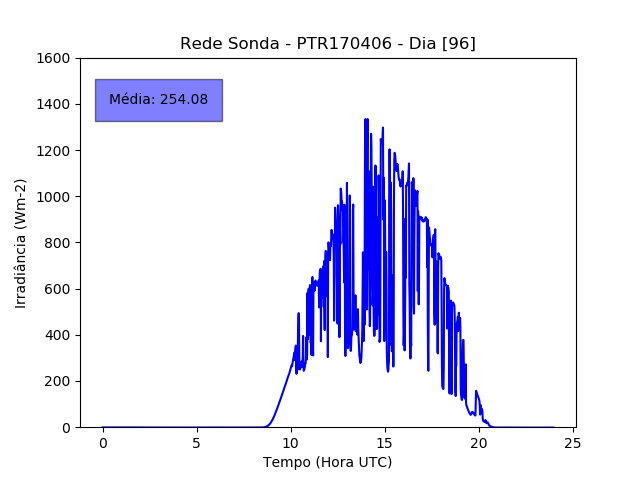 Rede Sonda - PTR170406 - Dia [96]
1600
1400
1200
1000
800
600
400
200
0
Média: 254.08
Irradiância (Wm-2)
0 5 10 15 20 25
Tempo (Hora UTC)